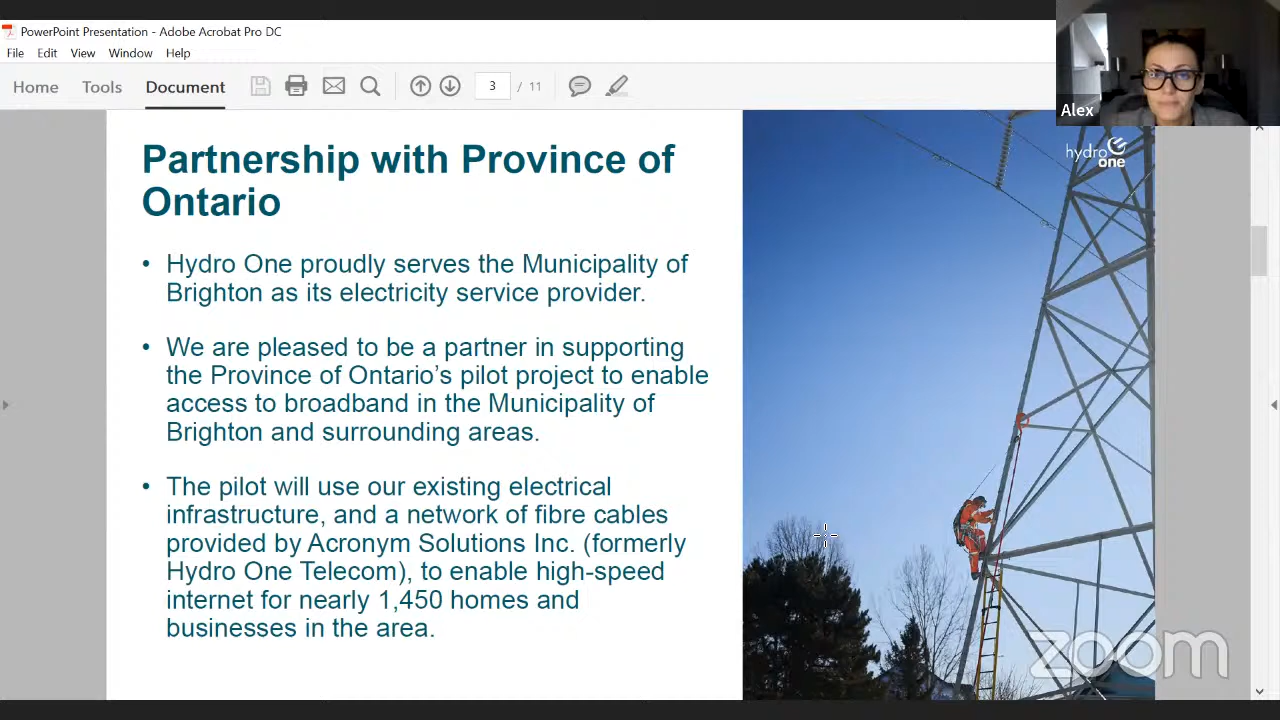 PowerPoint Presentation - Adobe Acrobat Pro DC
File Edit View Window Help
Home Tools Document 3 / 11
Alex
hydro one
Partnership with Province of
Ontario
• Hydro One proudly serves the Municipality of
Brighton as its electricity service provider.
• We are pleased to be a partner in supporting
the Province of Ontario’s pilot project to enable
access to broadband in the Municipality of
Brighton and surrounding areas.
• The pilot will use our existing electrical
infrastructure, and a network of fibre cables
provided by Acronym Solutions Inc. (formerly
Hydro One Telecom), to enable high-speed
internet for nearly 1,450 homes and
businesses in the area.
zoom